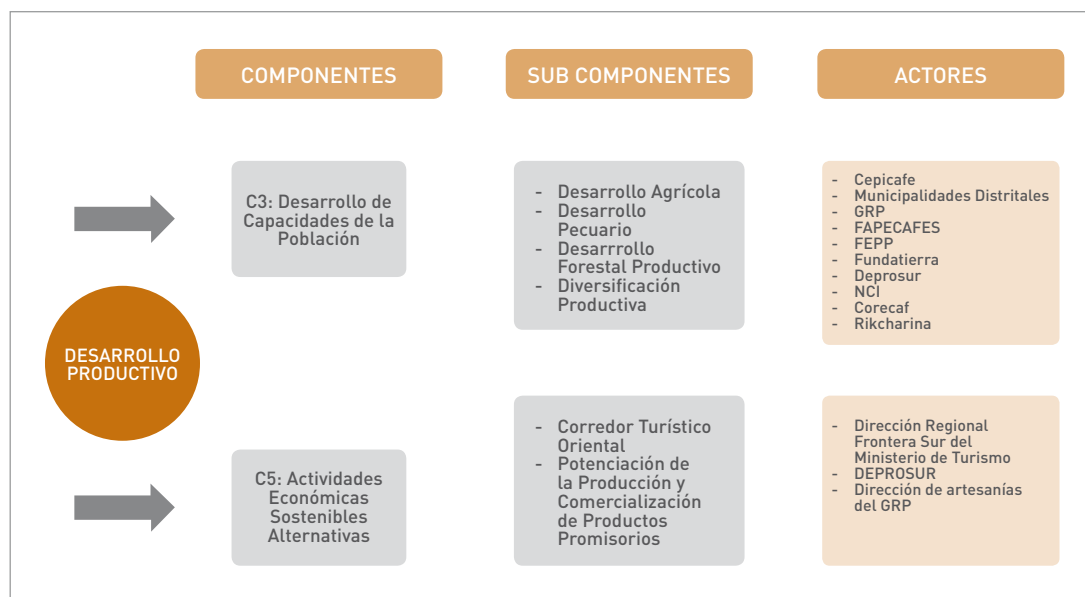 COMPONENTES
SUB COMPONENTES
ACTORES
DESARROLLO
PRODUCTIVO
C3: Desarrollo de
Capacidades de la
Población
- Desarrollo Agrícola
- Desarrollo
Pecuario
- Desarrrollo
Forestal Productivo
- Diversificación
Productiva
- Cepicafe
- Municipalidades Distritales
- GRP
- FAPECAFES
- FEPP
- Fundatierra
- Deprosur
- NCI
- Corecaf
- Rikcharina
C5: Actividades
Económicas
Sostenibles
Alternativas
- Corredor Turístico
Oriental
- Potenciación de
la Producción y
Comercialización
de Productos
Promisorios
- Dirección Regional
Frontera Sur del
Ministerio de Turismo
- DEPROSUR
- Dirección de artesanías
del GRP